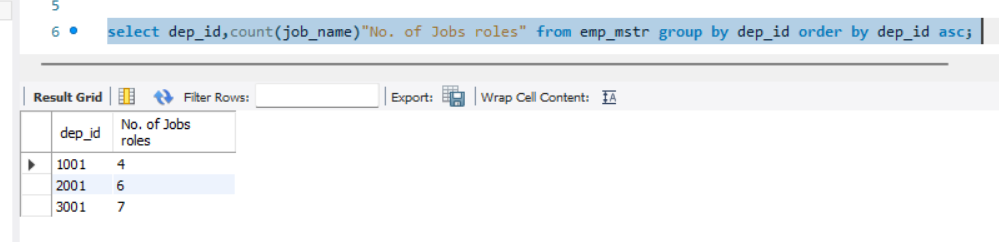 5
6 select dep_id,count(job_name)"No. of Jobs roles" from emp_mstr group by dep_id order by dep_id asc;
Result Grid Filter Rows: Export: Wrap Cell Content: IA
dep_id No. of Jobs
roles
1001 4
2001 6
3001 7